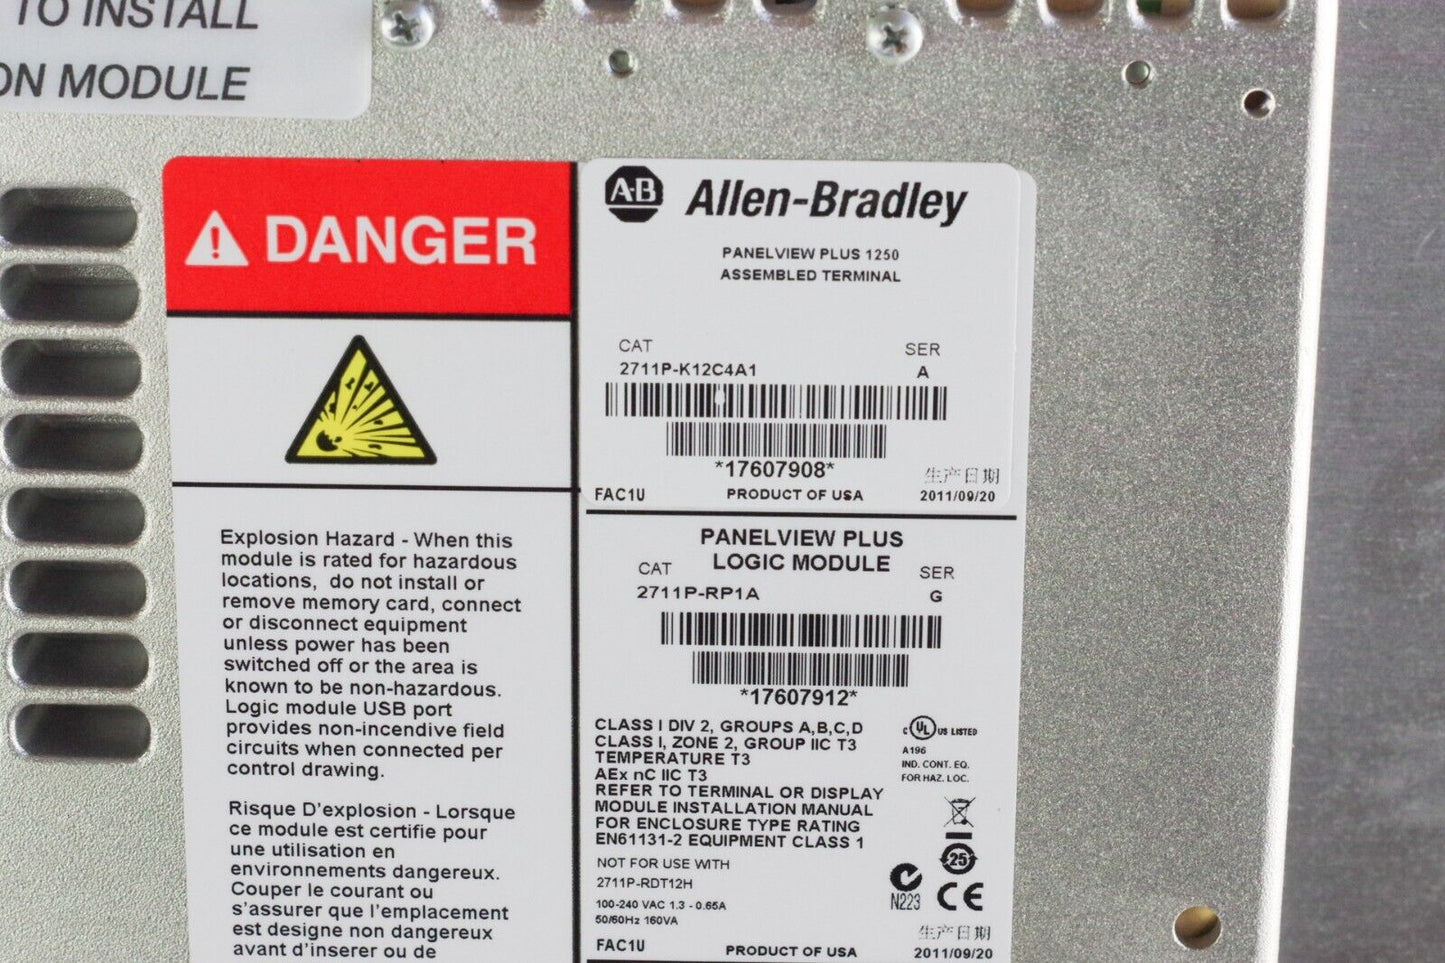 TO INSTALL
ON MODULE
DANGER
Explosion Hazard - When this
module is rated for hazardous
locations, do not install or
remove memory card, connect
or disconnect equipment
unless power has been
switched off or the area is
known to be non-hazardous.
Logic module USB port
provides non-incendive field
circuits when connected per
control drawing.
Risque D'explosion - Lorsque
ce module est certifie pour
une utilisation en
environnements dangereux.
Couper le courant ou
s'assurer que l'emplacement
est designe non dangereux
avant d'inserer ou de
A-B Allen-Bradley
PANELVIEW PLUS 1250
ASSEMBLED TERMINAL
CAT SER
2711P-K12C4A1 A
*17607908*
生产日期
FAC1U PRODUCT OF USA 2011/09/20
PANELVIEW PLUS
LOGIC MODULE
CAT SER
2711P-RP1A G
*17607912*
CLASS I DIV 2, GROUPS A,B,C,D
CLASS I, ZONE 2, GROUP IIC T3
TEMPERATURE T3
AEx nC IIC T3
REFER TO TERMINAL OR DISPLAY
MODULE INSTALLATION MANUAL
FOR ENCLOSURE TYPE RATING
EN61131-2 EQUIPMENT CLASS 1
NOT FOR USE WITH
2711P-RDT12H
100-240 VAC 1.3 - 0.65A
50/60Hz 160VA
C UL US LISTED
A196
IND. CONT. EQ.
FOR HAZ. LOC.
25
N223 CE
生产日期
FAC1U PRODUCT OF USA 2011/09/20